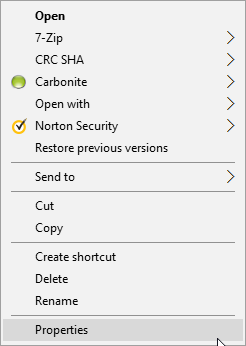 Open
7-Zip
CRC SHA
Carbonite
Open with
Norton Security
Restore previous versions
Send to
Cut
Copy
Create shortcut
Delete
Rename
Properties